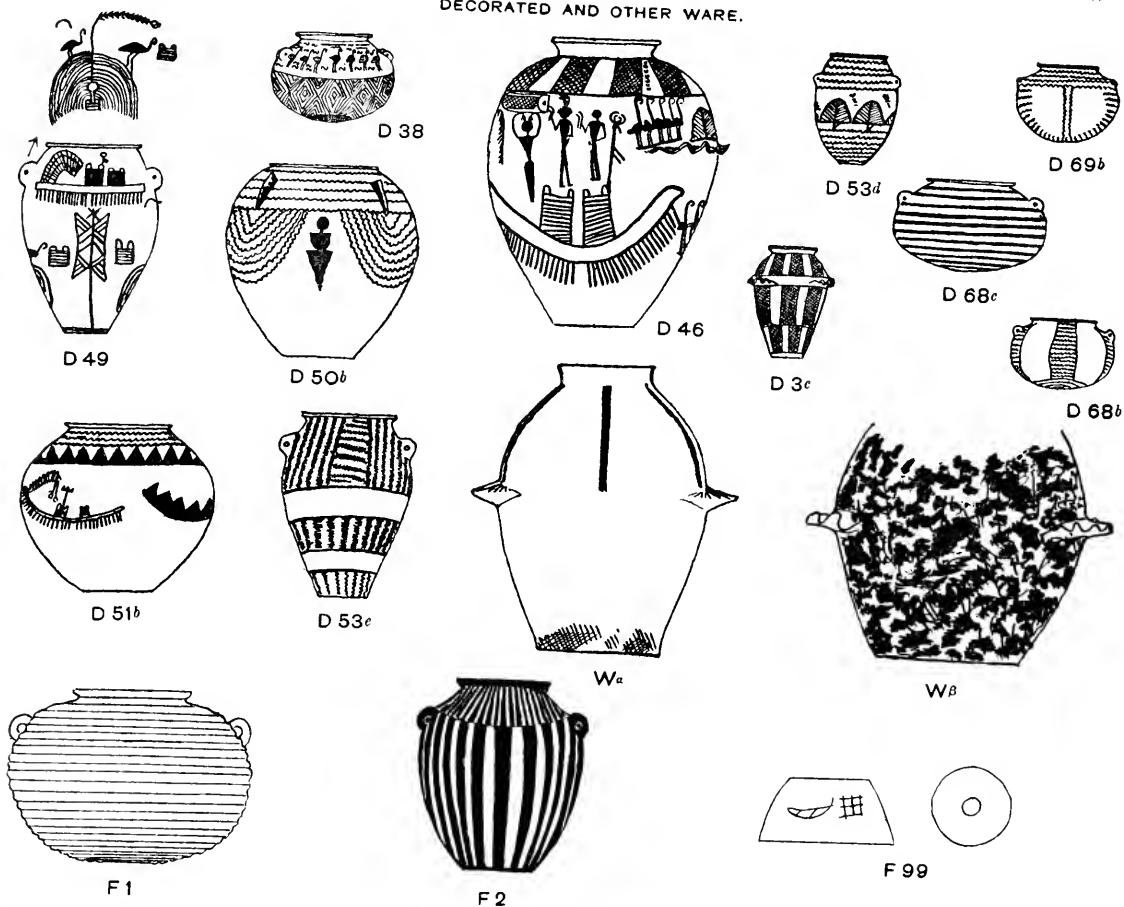 DECORATED AND OTHER WARE.
D 38
D 53d
D 69b
D 68c
D 49
D 50b
D 46
D 3c
D 68b
D 51b
D 53e
Wα
Wβ
F 1
F 2
F 99